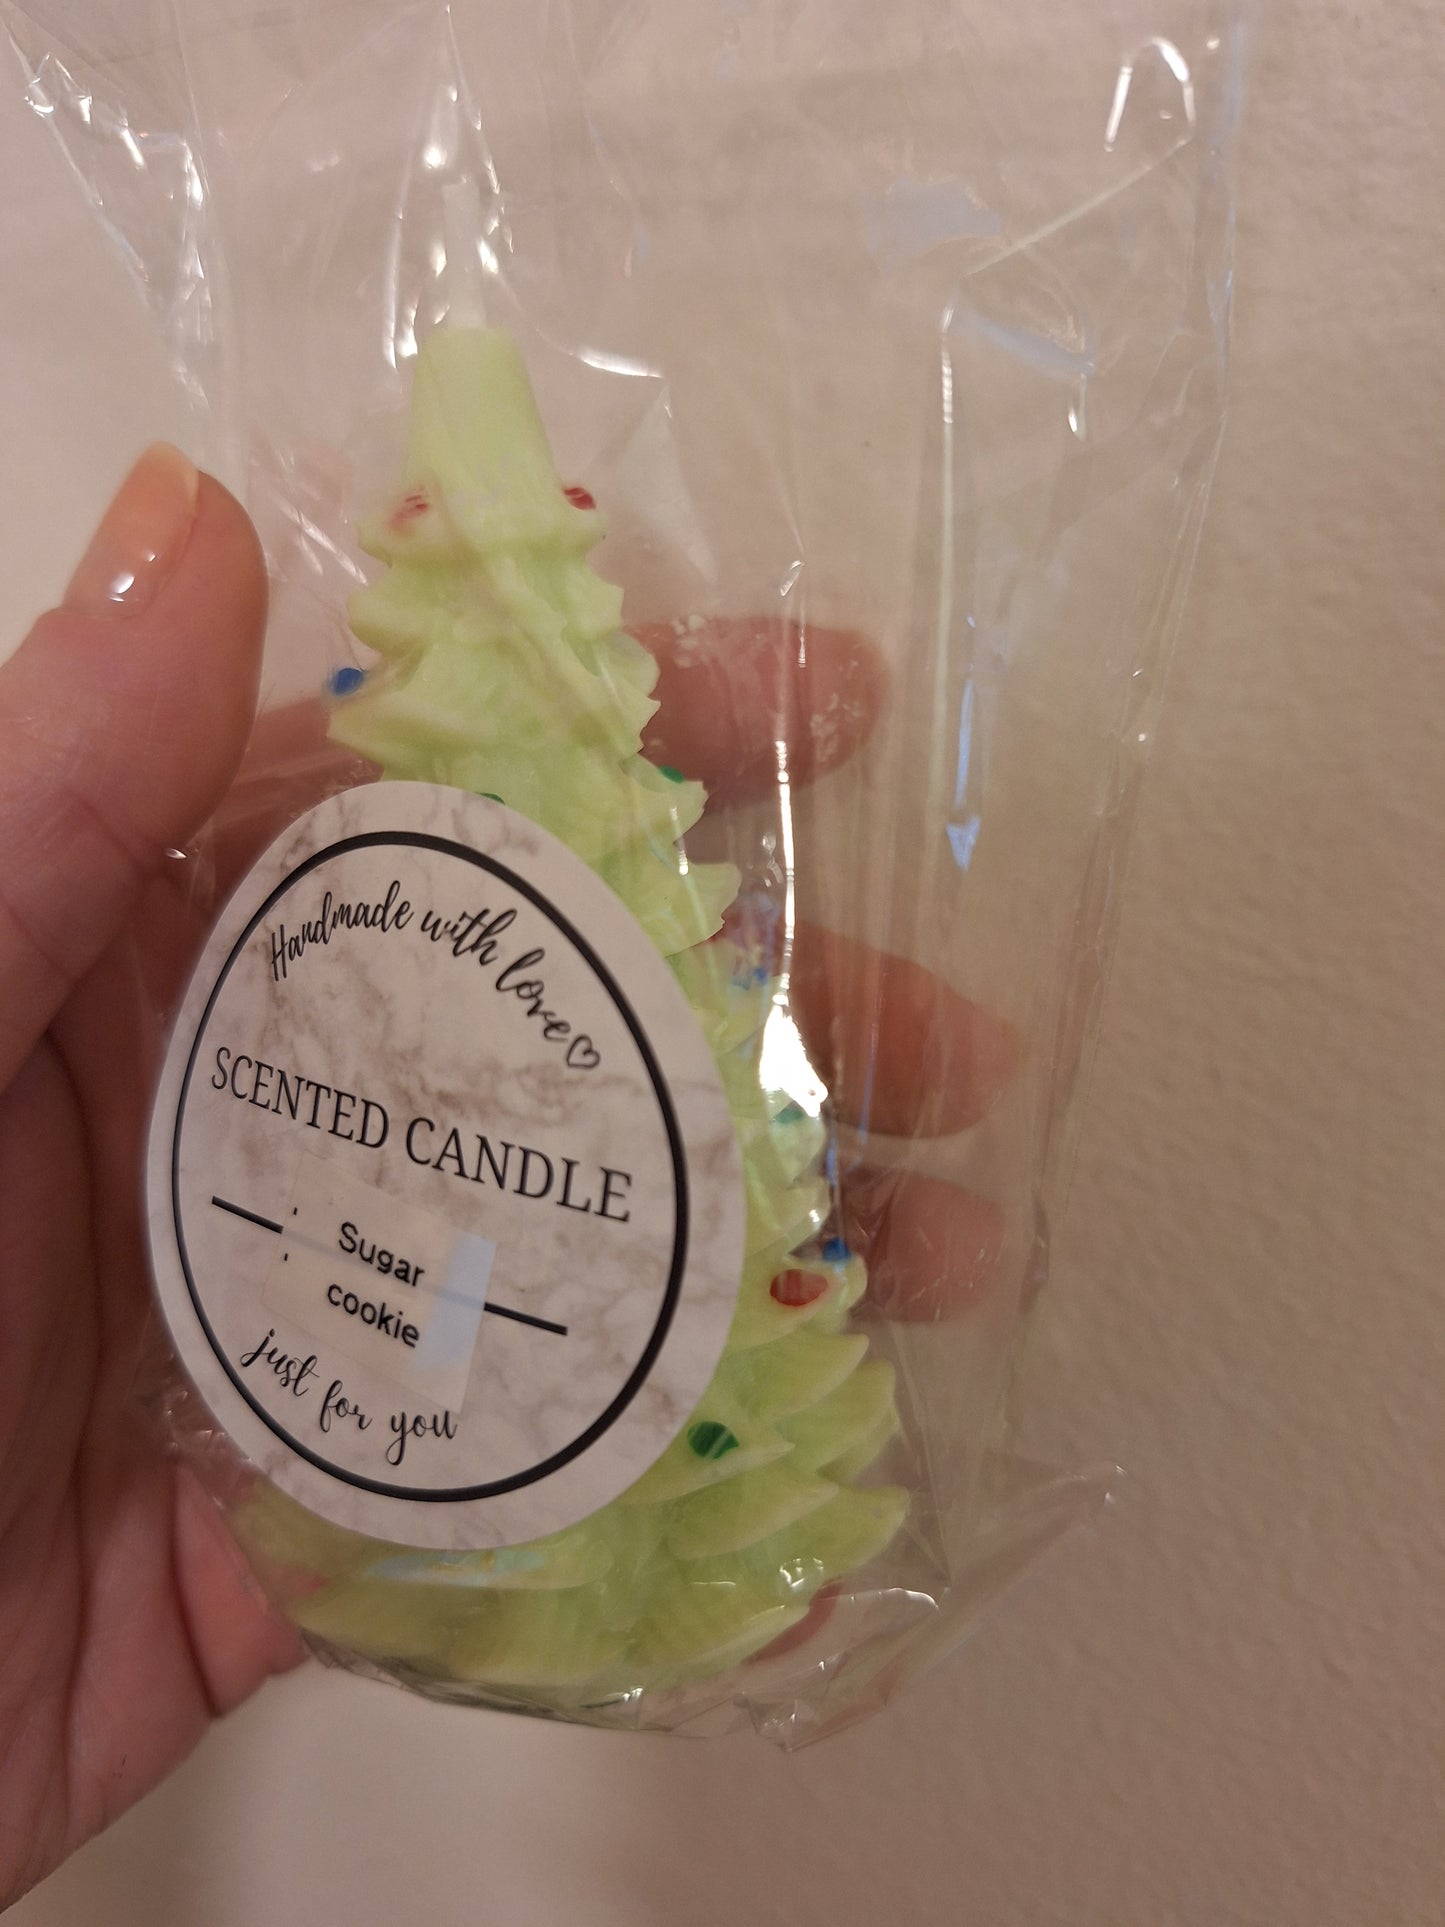 Handmade with love♡
SCENTED CANDLE
Sugar
cookie
just for you